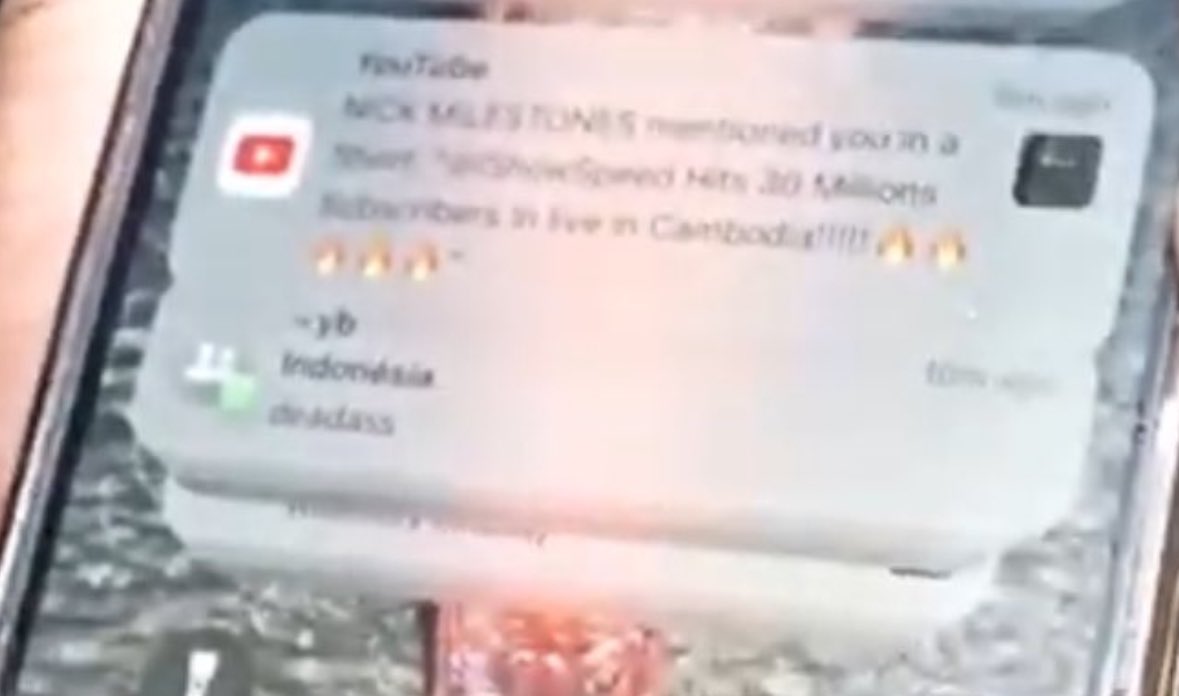 YouTube
NICK MILESTONES mentioned you in a
Short: "@IShowSpeed Hits 30 Millions
Subscribers in live in Cambodia!!!!!🔥🔥
🔥🔥🔥"
~yb
Indonésia
10m ago
deadass